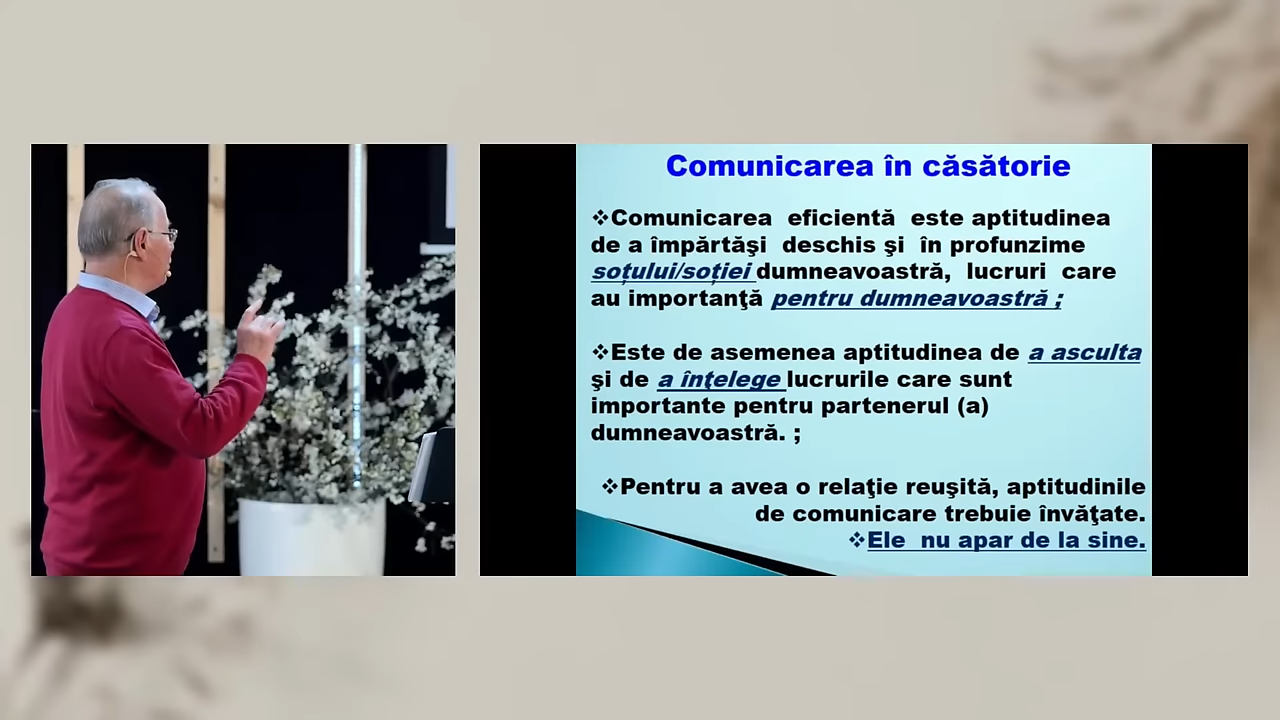 Comunicarea în căsătorie
❖Comunicarea eficientă este aptitudinea
de a împărtăşi deschis şi în profunzime
soțului/soției dumneavoastră, lucruri care
au importanţă pentru dumneavoastră ;
❖Este de asemenea aptitudinea de a asculta
şi de a înţelege lucrurile care sunt
importante pentru partenerul (a)
dumneavoastră. ;
❖Pentru a avea o relaţie reuşită, aptitudinile
de comunicare trebuie învăţate.
❖Ele nu apar de la sine.